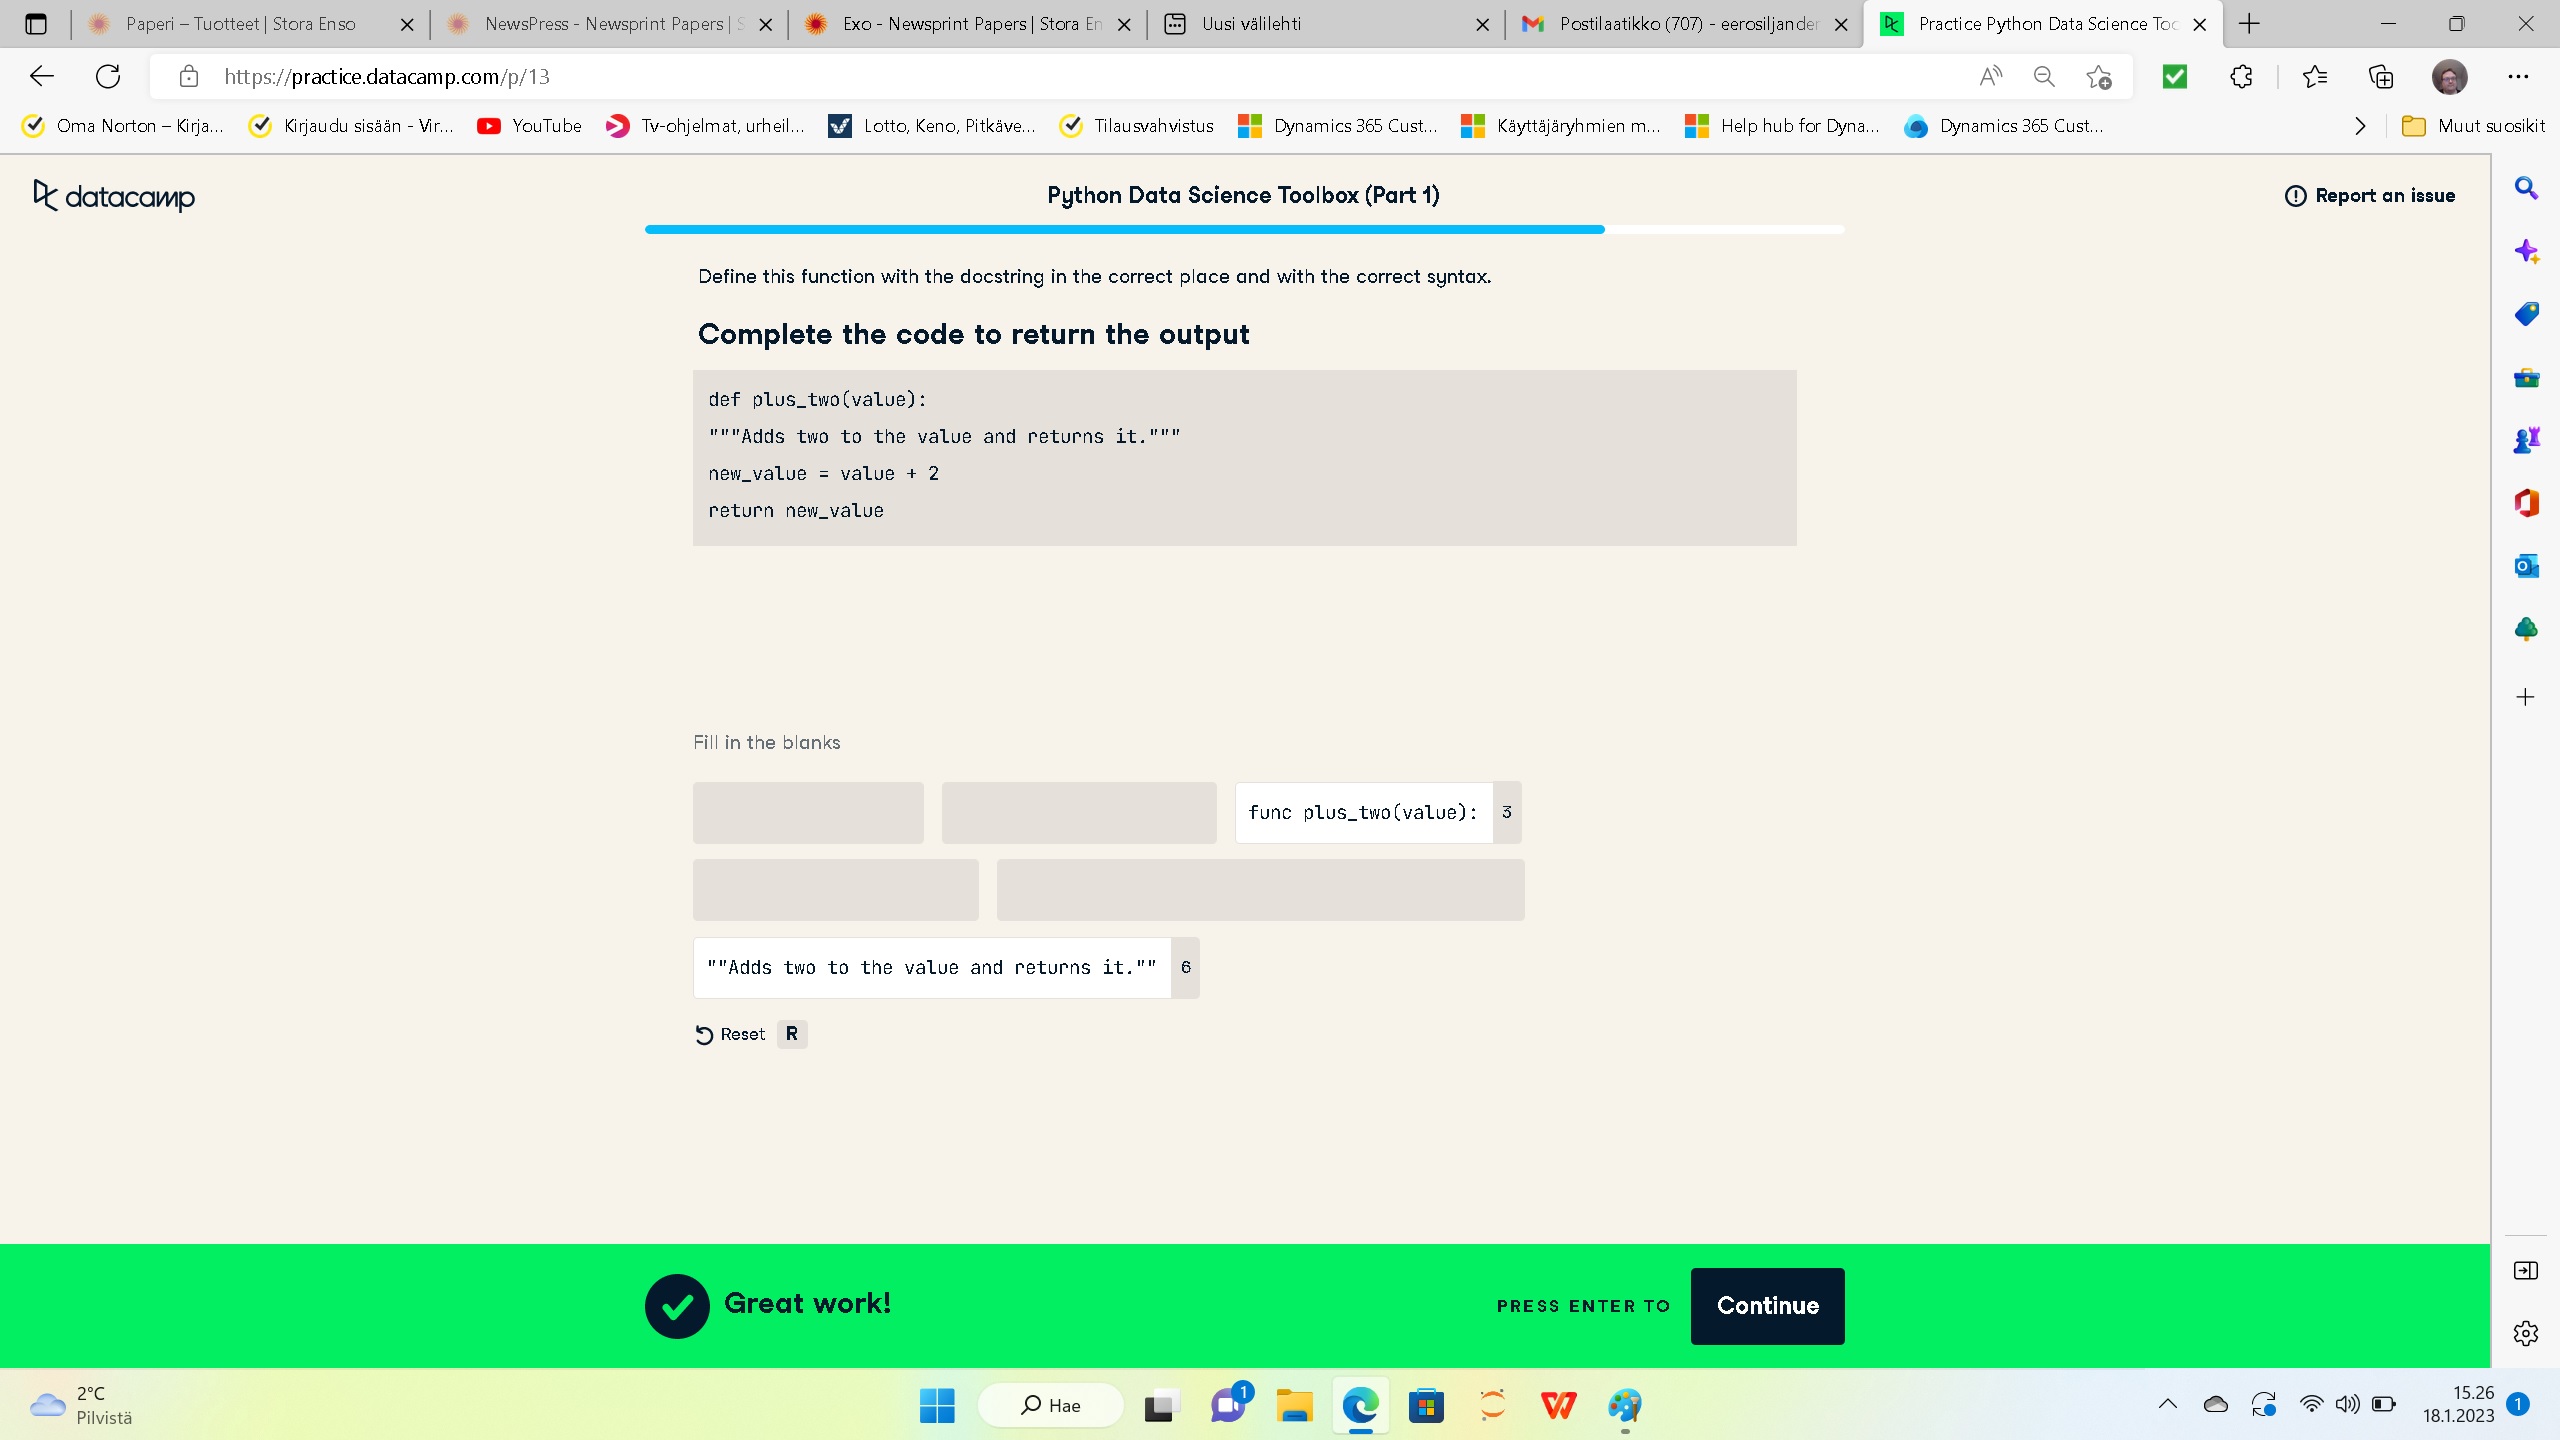 Paperi – Tuotteet | Stora Enso
NewsPress - Newsprint Papers | S
Exo - Newsprint Papers | Stora En
Uusi välilehti
Postilaatikko (707) - eerosiljander
Practice Python Data Science Too
https://practice.datacamp.com/p/13
Oma Norton – Kirja...
Kirjaudu sisään - Vir...
YouTube
Tv-ohjelmat, urheil...
Lotto, Keno, Pitkäve...
Tilausvahvistus
Dynamics 365 Cust...
Käyttäjäryhmien m...
Help hub for Dyna...
Dynamics 365 Cust...
Muut suosikit
datacamp
Python Data Science Toolbox (Part 1)
Report an issue
Define this function with the docstring in the correct place and with the correct syntax.
Complete the code to return the output
def plus_two(value):
"""Adds two to the value and returns it."""
new_value = value + 2
return new_value
Fill in the blanks
func plus_two(value): 3
""Adds two to the value and returns it."" 6
Reset R
Great work!
PRESS ENTER TO
Continue
2°C
Pilvistä
Hae
1
15.26
18.1.2023
1